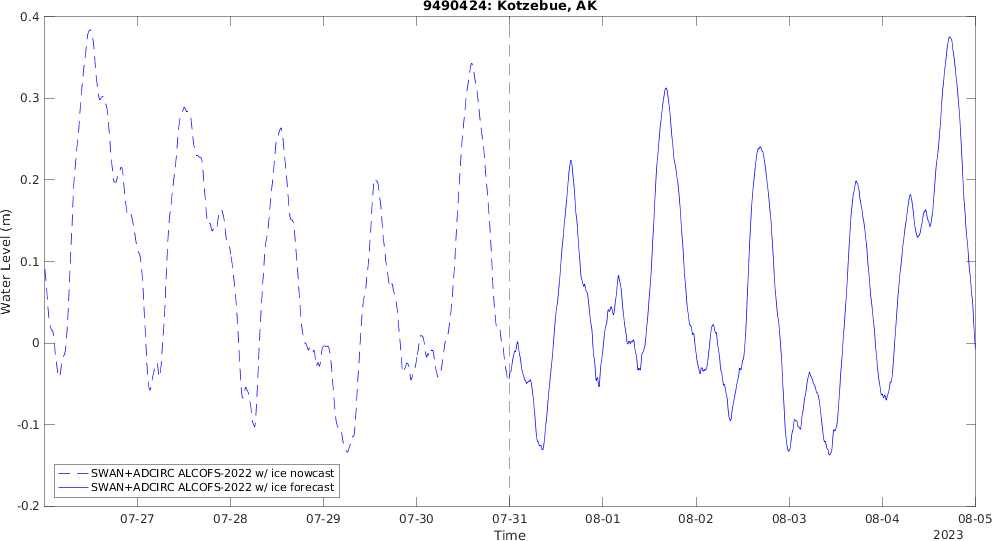 9490424: Kotzebue, AK
0.4
0.3
0.2
0.1
0
-0.1
-0.2
Water Level (m)
SWAN+ADCIRC ALCOFS-2022 w/ ice nowcast
SWAN+ADCIRC ALCOFS-2022 w/ ice forecast
07-27 07-28 07-29 07-30 07-31 08-01 08-02 08-03 08-04 08-05
Time
2023